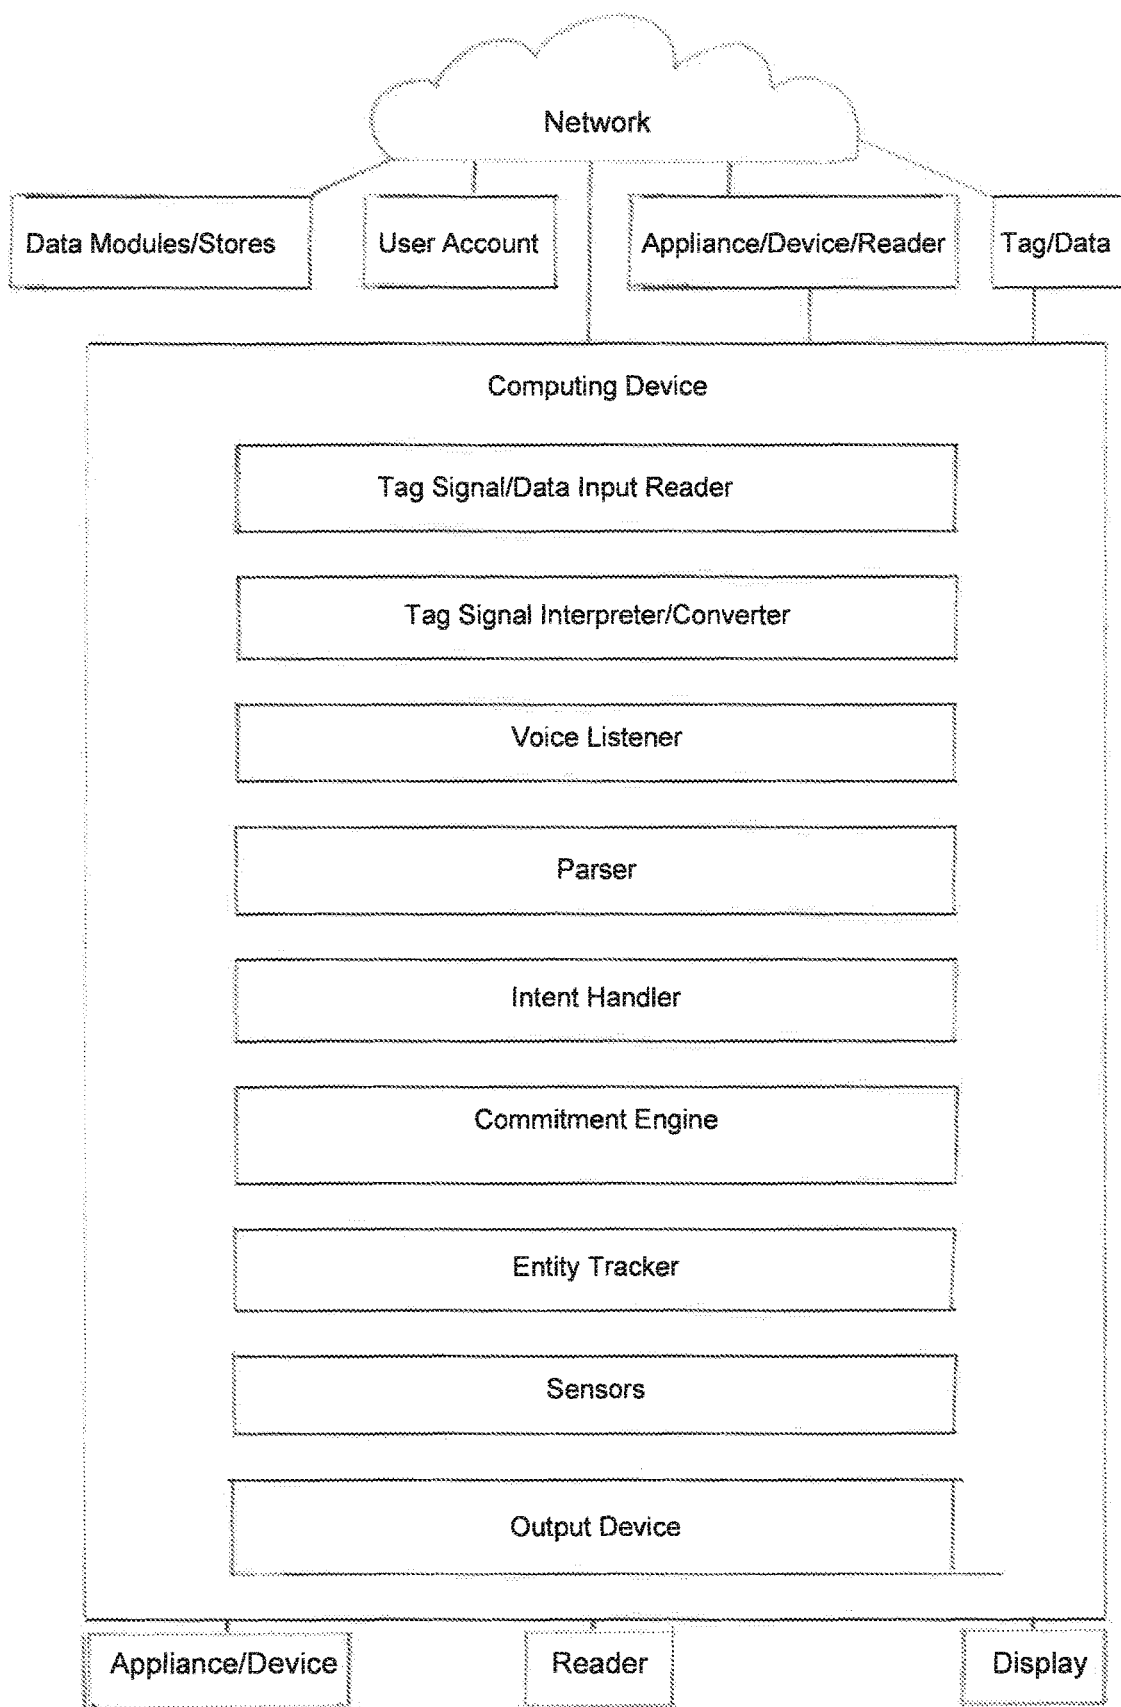 Network
Data Modules/Stores
User Account
Appliance/Device/Reader
Tag/Data
Computing Device
Tag Signal/Data Input Reader
Tag Signal Interpreter/Converter
Voice Listener
Parser
Intent Handler
Commitment Engine
Entity Tracker
Sensors
Output Device
Appliance/Device
Reader
Display